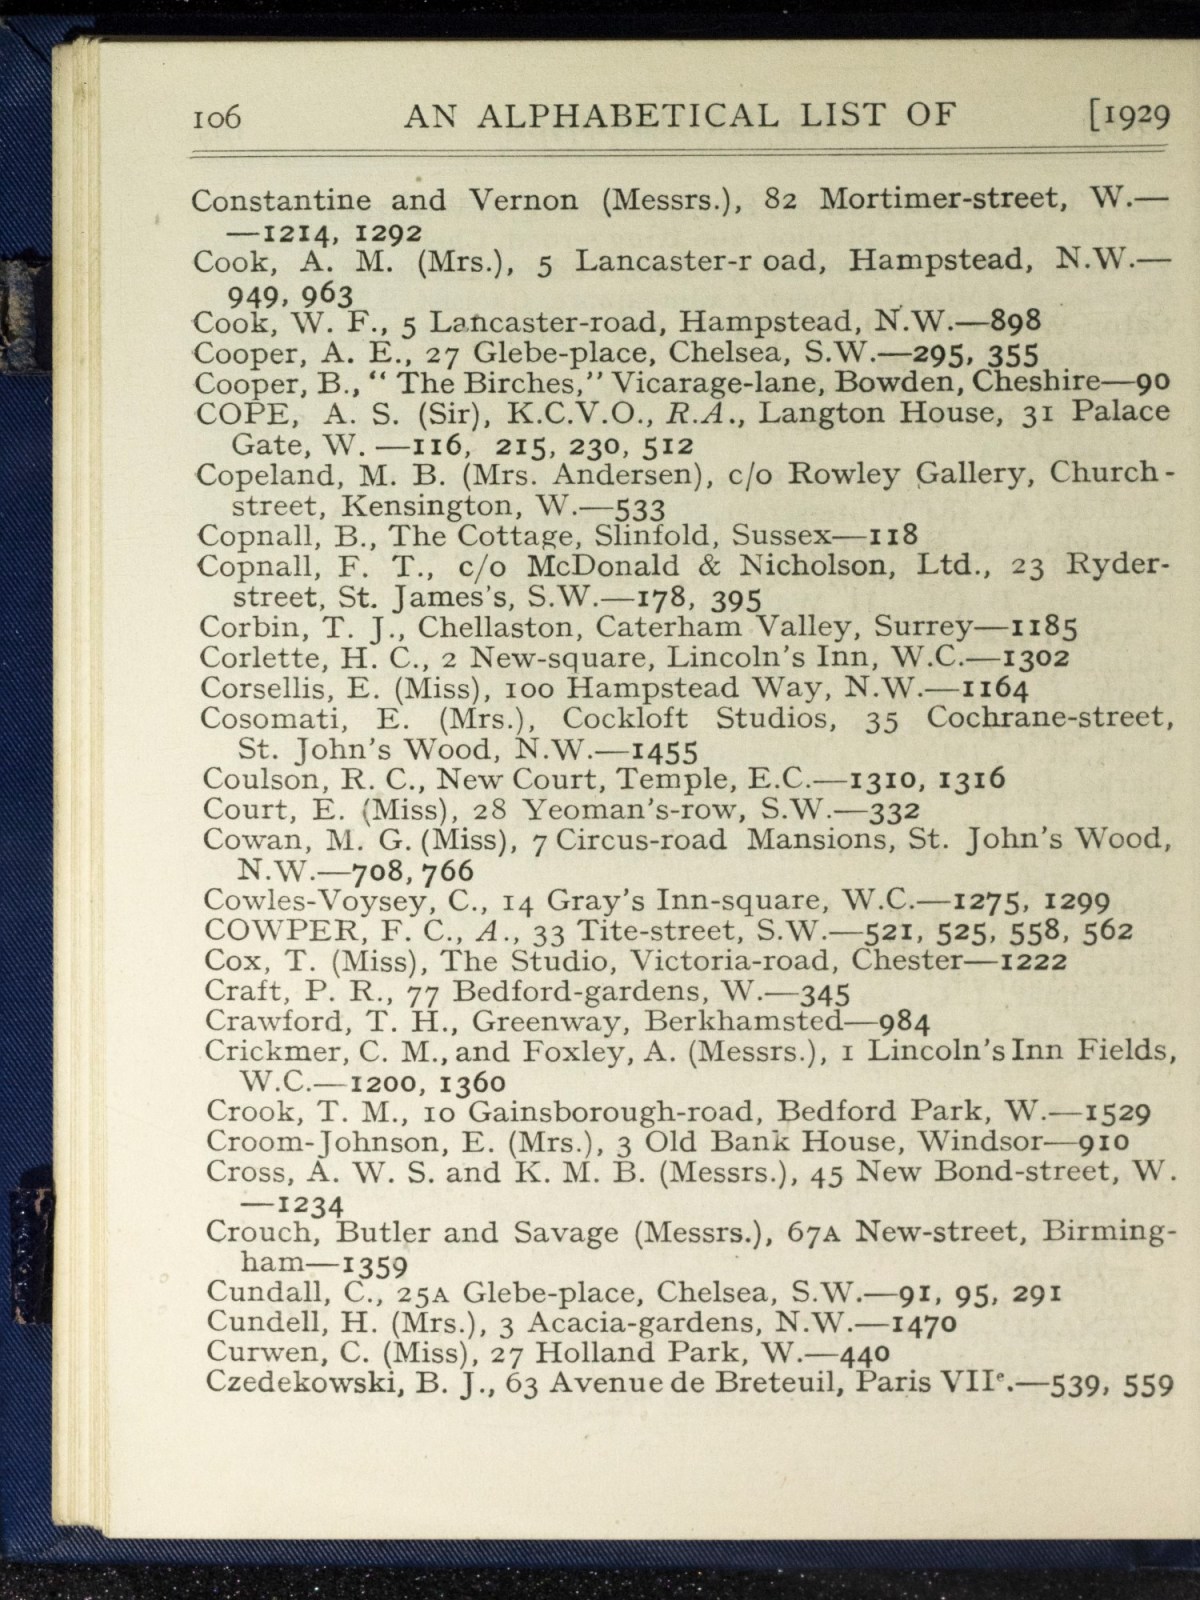 106 AN ALPHABETICAL LIST OF [1929
Constantine and Vernon (Messrs.), 82 Mortimer-street, W.—
—1214, 1292
Cook, A. M. (Mrs.), 5 Lancaster-r oad, Hampstead, N.W.—
949, 963
Cook, W. F., 5 Lancaster-road, Hampstead, N.W.—898
Cooper, A. E., 27 Glebe-place, Chelsea, S.W.—295, 355
Cooper, B., “ The Birches,” Vicarage-lane, Bowden, Cheshire—90
COPE, A. S. (Sir), K.C.V.O., R.A., Langton House, 31 Palace
Gate, W. —116, 215, 230, 512
Copeland, M. B. (Mrs. Andersen), c/o Rowley Gallery, Church-
street, Kensington, W.—533
Copnall, B., The Cottage, Slinfold, Sussex—118
Copnall, F. T., c/o McDonald & Nicholson, Ltd., 23 Ryder-
street, St. James’s, S.W.—178, 395
Corbin, T. J., Chellaston, Caterham Valley, Surrey—1185
Corlette, H. C., 2 New-square, Lincoln’s Inn, W.C.—1302
Corsellis, E. (Miss), 100 Hampstead Way, N.W.—1164
Cosomati, E. (Mrs.), Cockloft Studios, 35 Cochrane-street,
St. John’s Wood, N.W.—1455
Coulson, R. C., New Court, Temple, E.C.—1310, 1316
Court, E. (Miss), 28 Yeoman’s-row, S.W.—332
Cowan, M. G. (Miss), 7 Circus-road Mansions, St. John’s Wood,
N.W.—708, 766
Cowles-Voysey, C., 14 Gray’s Inn-square, W.C.—1275, 1299
COWPER, F. C., A., 33 Tite-street, S.W.—521, 525, 558, 562
Cox, T. (Miss), The Studio, Victoria-road, Chester—1222
Craft, P. R., 77 Bedford-gardens, W.—345
Crawford, T. H., Greenway, Berkhamsted—984
Crickmer, C. M., and Foxley, A. (Messrs.), 1 Lincoln’s Inn Fields,
W.C.—1200, 1360
Crook, T. M., 10 Gainsborough-road, Bedford Park, W.—1529
Croom-Johnson, E. (Mrs.), 3 Old Bank House, Windsor—910
Cross, A. W. S. and K. M. B. (Messrs.), 45 New Bond-street, W.
—1234
Crouch, Butler and Savage (Messrs.), 67A New-street, Birming-
ham—1359
Cundall, C., 25A Glebe-place, Chelsea, S.W.—91, 95, 291
Cundell, H. (Mrs.), 3 Acacia-gardens, N.W.—1470
Curwen, C. (Miss), 27 Holland Park, W.—440
Czedekowski, B. J., 63 Avenue de Breteuil, Paris VIIᵉ.—539, 559